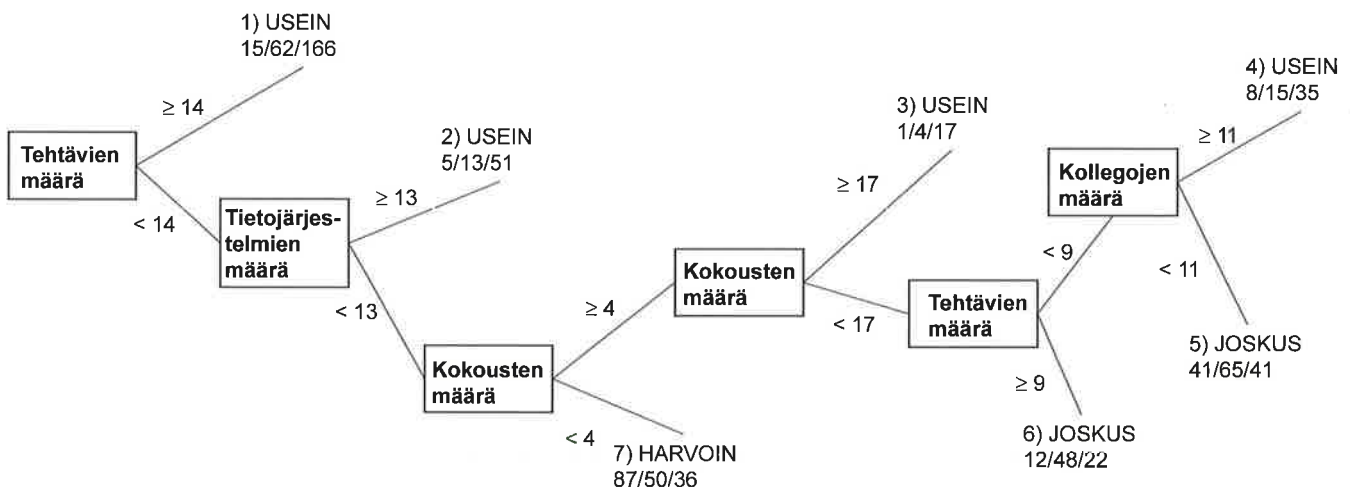 1) USEIN
15/62/166
≥ 14
Tehtävien
määrä
< 14
2) USEIN
5/13/51
≥ 13
Tietojärjes-
telmien
määrä
< 13
Kokousten
määrä
≥ 4
< 4
7) HARVOIN
87/50/36
Kokousten
määrä
3) USEIN
1/4/17
≥ 17
< 17
Tehtävien
määrä
< 9
≥ 9
6) JOSKUS
12/48/22
Kollegojen
määrä
4) USEIN
8/15/35
≥ 11
< 11
5) JOSKUS
41/65/41